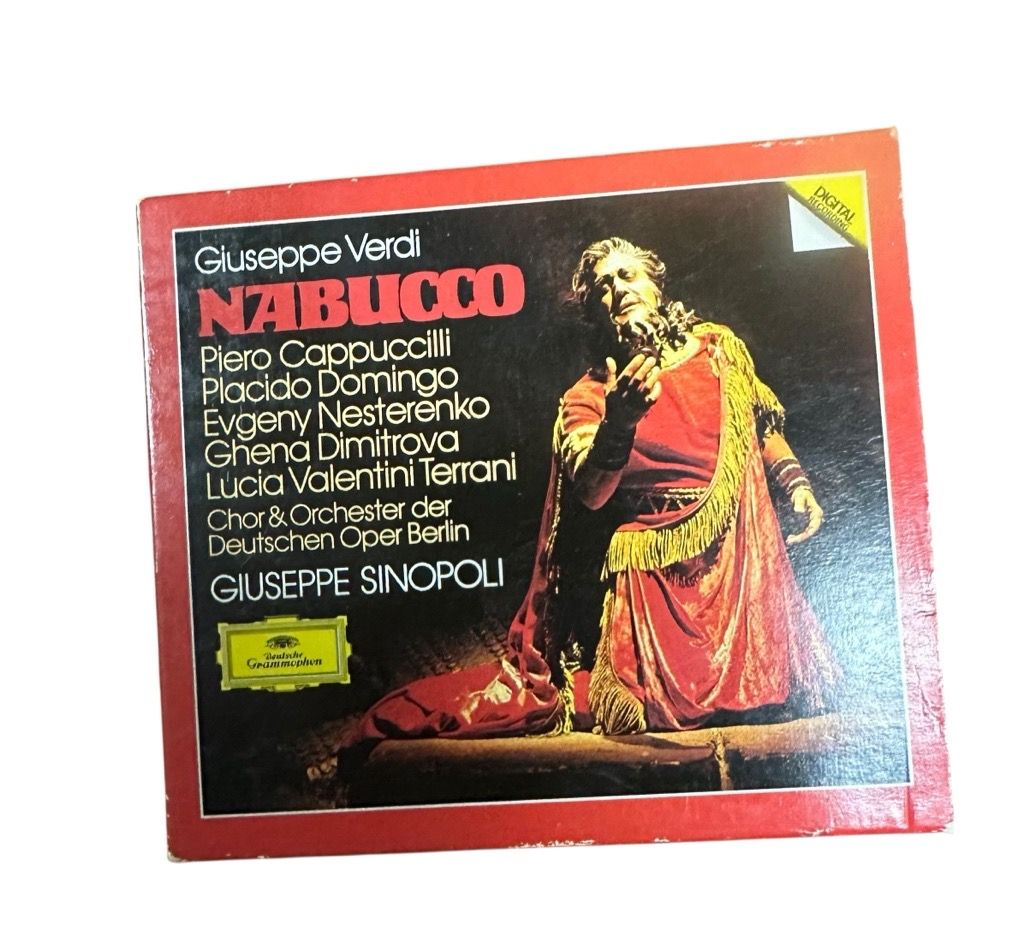 Giuseppe Verdi
NABUCCO
Piero Cappuccilli
Placido Domingo
Evgeny Nesterenko
Ghena Dimitrova
Lucia Valentini Terrani
Chor & Orchester der
Deutschen Oper Berlin
GIUSEPPE SINOPOLI
Deutsche
Grammophon
DIGITAL
RECORDING